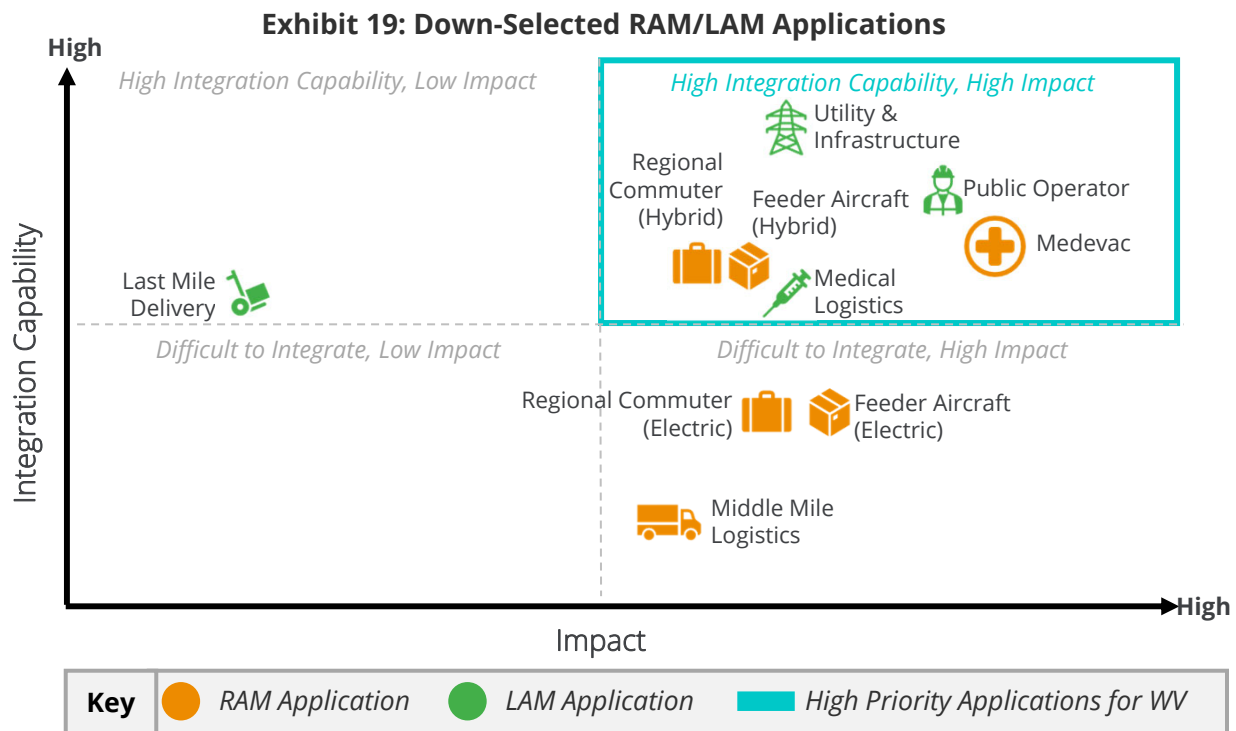 Exhibit 19: Down-Selected RAM/LAM Applications
High
High Integration Capability, Low Impact
High Integration Capability, High Impact
Utility &
Infrastructure
Regional
Commuter
(Hybrid)
Feeder Aircraft
(Hybrid)
Public Operator
Medevac
Last Mile
Delivery
Medical
Logistics
Integration Capability
Difficult to Integrate, Low Impact
Difficult to Integrate, High Impact
Regional Commuter
(Electric)
Feeder Aircraft
(Electric)
Middle Mile
Logistics
High
Impact
Key
RAM Application
LAM Application
High Priority Applications for WV